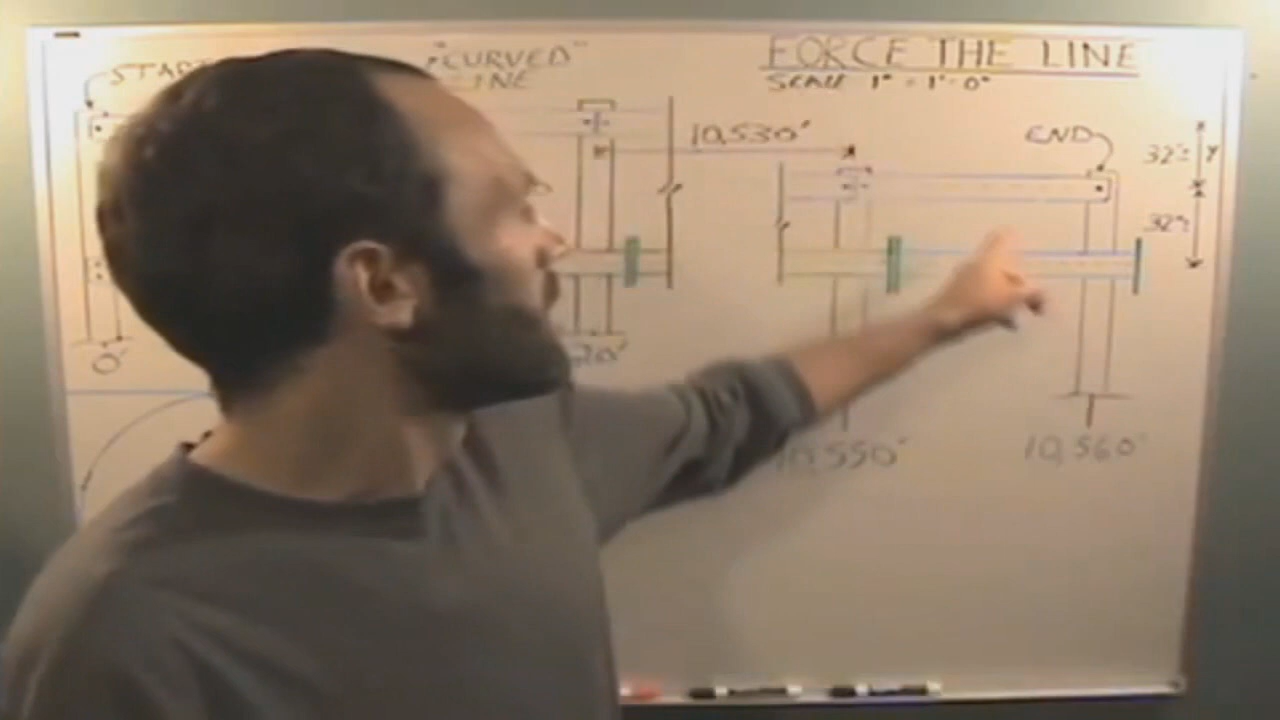 START
"CURVED"
LINE
FORCE THE LINE
SCALE 1" = 1'-0"
10,530'
END
32"±
32"±
0'
20'
10,550'
10,560'